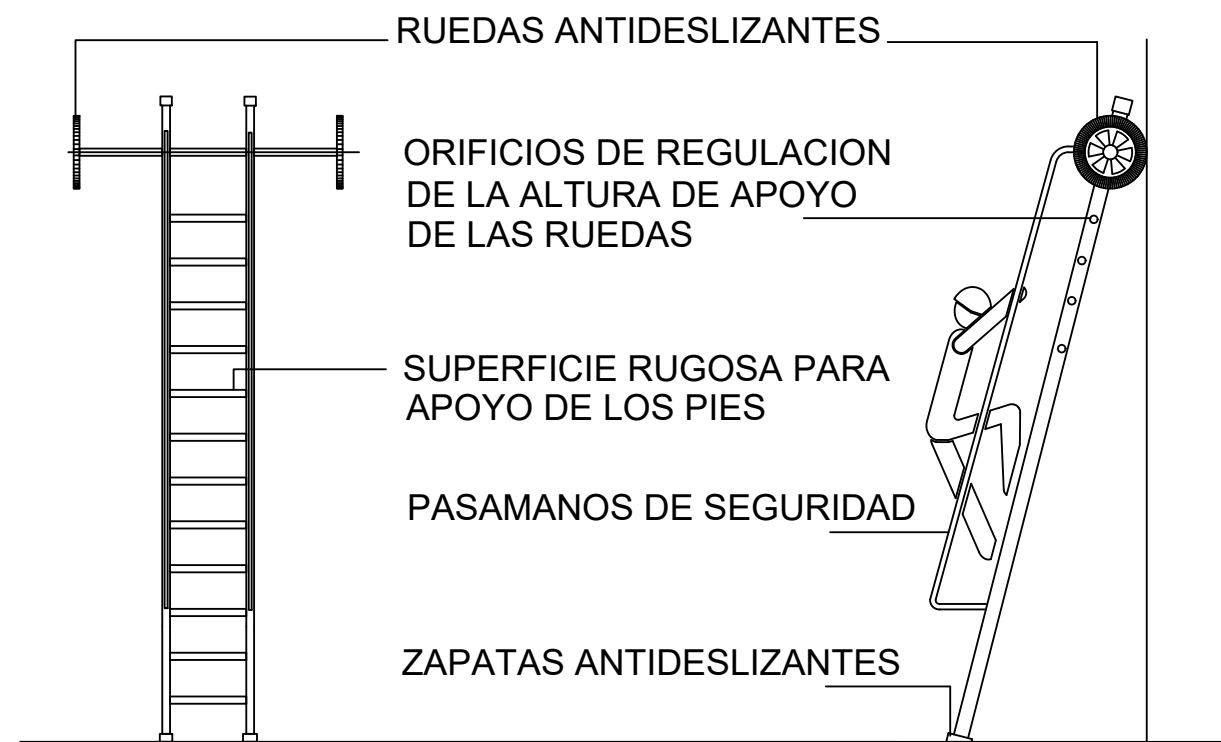 RUEDAS ANTIDESLIZANTES
ORIFICIOS DE REGULACION
DE LA ALTURA DE APOYO
DE LAS RUEDAS
SUPERFICIE RUGOSA PARA
APOYO DE LOS PIES
PASAMANOS DE SEGURIDAD
ZAPATAS ANTIDESLIZANTES